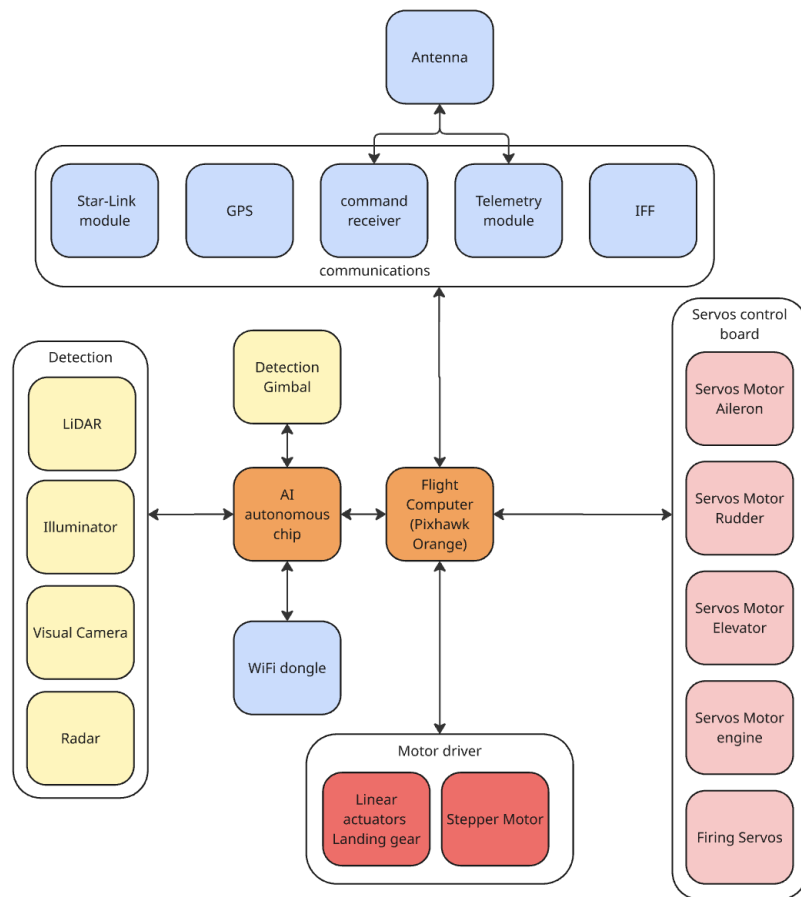 Antenna
Star-Link
module
GPS
command
receiver
Telemetry
module
IFF
communications
Servos control
board
Servos Motor
Aileron
Servos Motor
Rudder
Servos Motor
Elevator
Servos Motor
engine
Firing Servos
Detection
LiDAR
Illuminator
Visual Camera
Radar
Detection
Gimbal
AI
autonomous
chip
Flight
Computer
(Pixhawk
Orange)
WiFi dongle
Motor driver
Linear
actuators
Landing gear
Stepper Motor